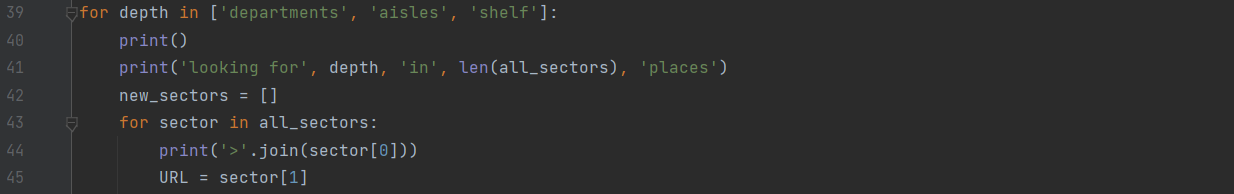 39 for depth in ['departments', 'aisles', 'shelf']:
40     print()
41     print('looking for', depth, 'in', len(all_sectors), 'places')
42     new_sectors = []
43     for sector in all_sectors:
44         print('>'.join(sector[0]))
45         URL = sector[1]